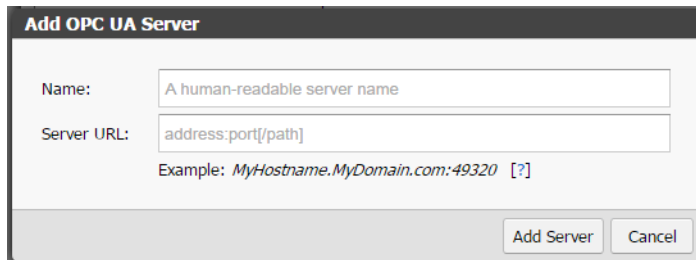 Add OPC UA Server
Name: A human-readable server name
Server URL: address:port[/path]
Example: MyHostname.MyDomain.com:49320 [?]
Add Server Cancel